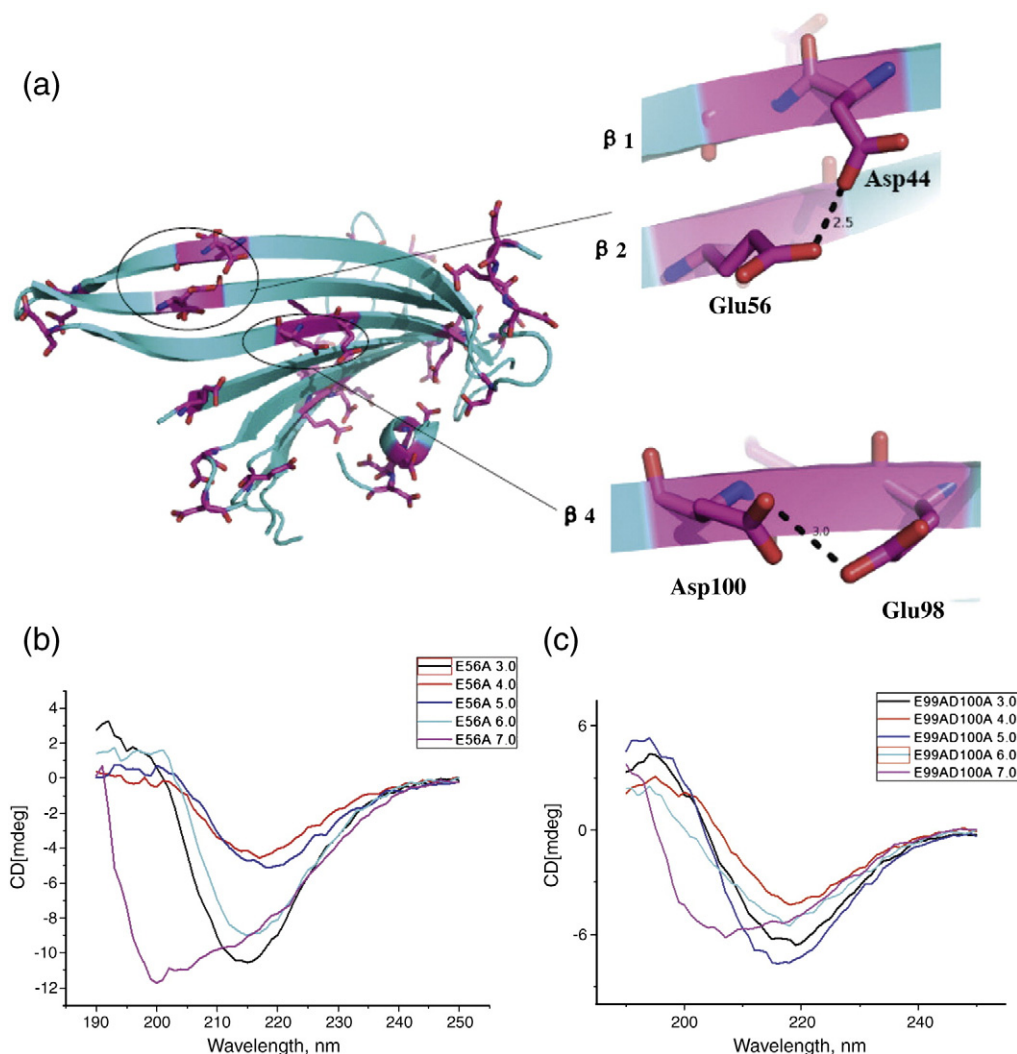 (a)
β 1
Asp44
2.5
β 2
Glu56
β 4
3.0
Asp100
Glu98
(b)
E56A 3.0
E56A 4.0
E56A 5.0
E56A 6.0
E56A 7.0
4
2
0
-2
-4
-6
-8
-10
-12
CD[mdeg]
190 200 210 220 230 240 250
Wavelength, nm
(c)
E99AD100A 3.0
E99AD100A 4.0
E99AD100A 5.0
E99AD100A 6.0
E99AD100A 7.0
6
0
-6
CD[mdeg]
200 220 240
Wavelength, nm